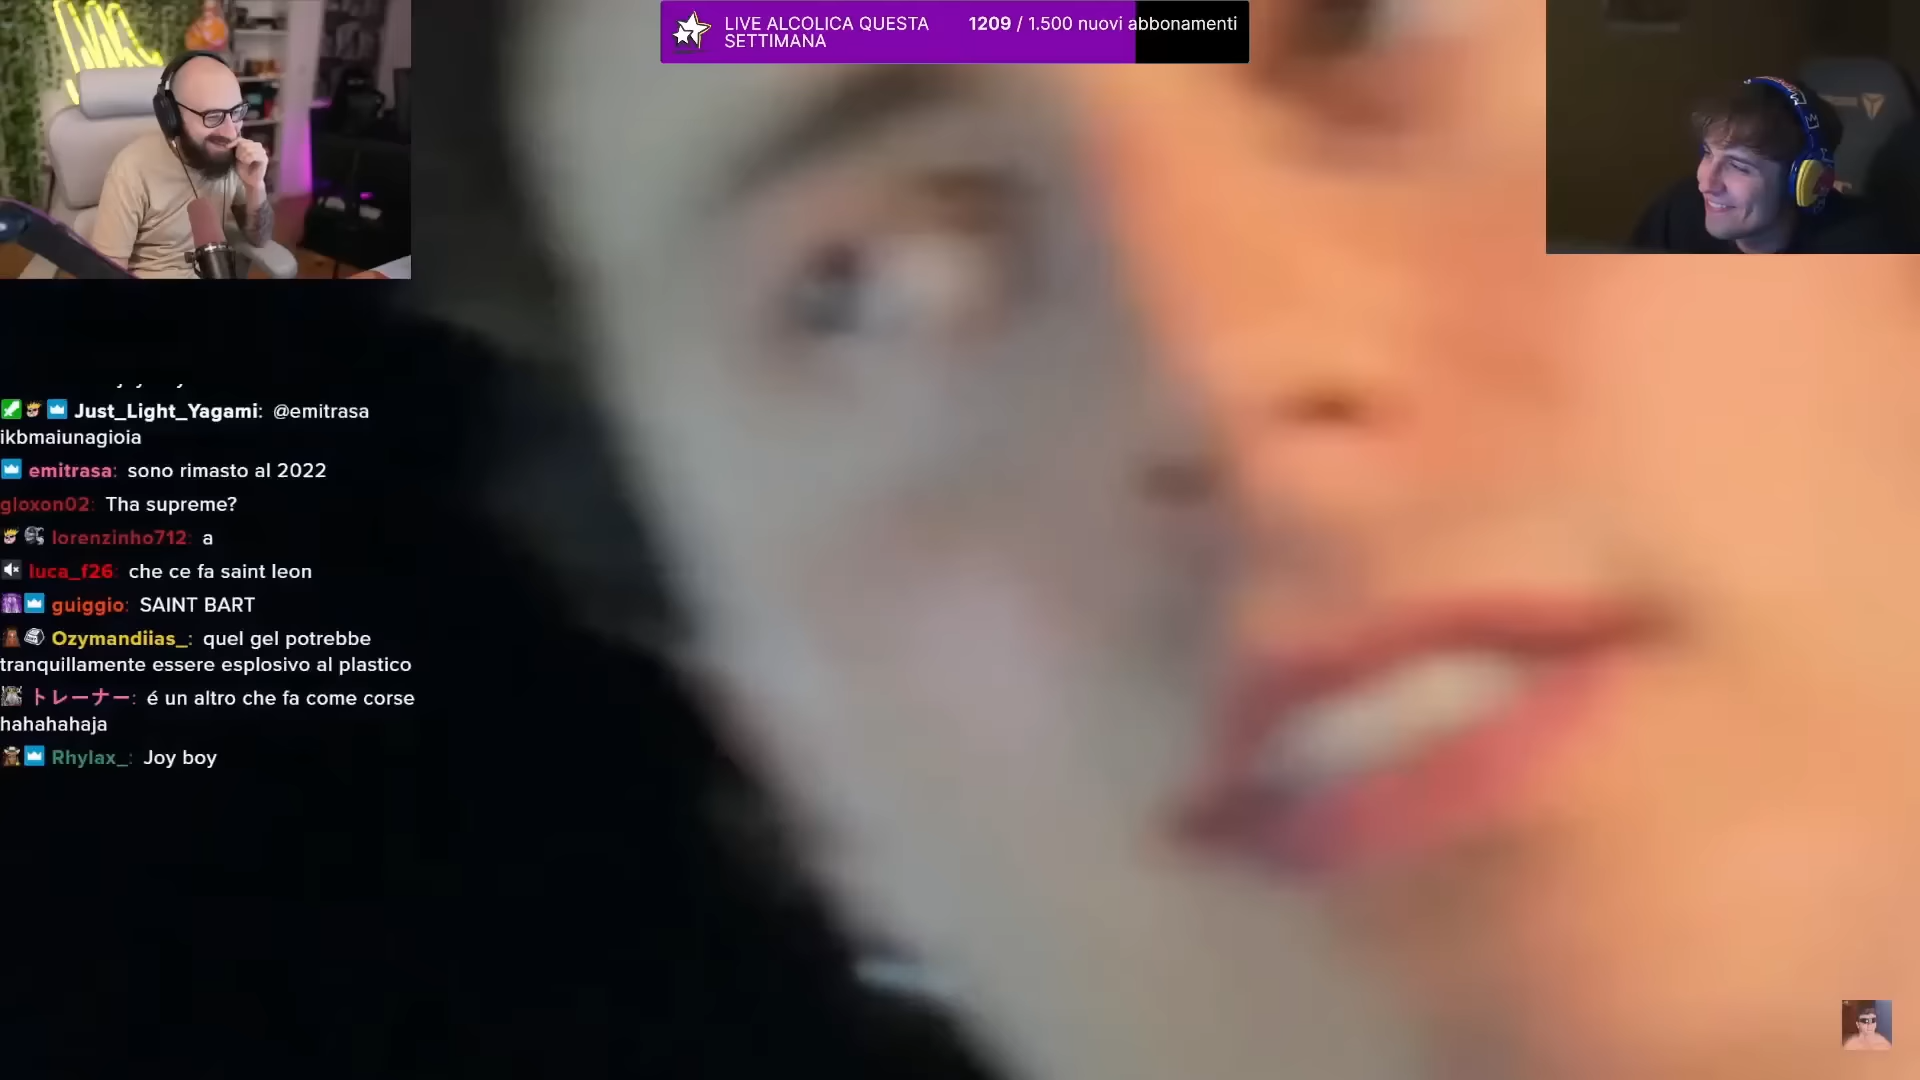 LIVE ALCOLICA QUESTA
SETTIMANA
1209 / 1.500 nuovi abbonamenti
Just_Light_Yagami: @emitrasa
ikbmaiunagioia
emitrasa: sono rimasto al 2022
gloxon02: Tha supreme?
lorenzinho712: a
luca_f26: che ce fa saint leon
guiggio: SAINT BART
Ozymandiias_: quel gel potrebbe
tranquillamente essere esplosivo al plastico
トレーナー: é un altro che fa come corse
hahahahaja
Rhylax_: Joy boy